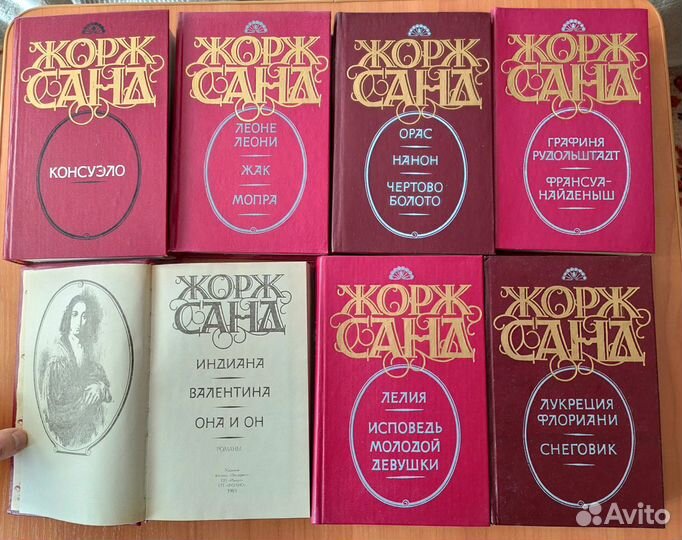 ЖОРЖ
САНД
КОНСУЭЛО
ЖОРЖ
САНД
ЛЕОНЕ
ЛЕОНИ
ЖАК
МОПРА
ЖОРЖ
САНД
ОРАС
НАНОН
ЧЕРТОВО
БОЛОТО
ЖОРЖ
САНД
ГРАФИНЯ
РУДОЛЬШТАДТ
ФРАНСУА-
НАЙДЕНЫШ
ЖОРЖ
САНД
ИНДИАНА
ВАЛЕНТИНА
ОНА И ОН
РОМАНЫ
ЖОРЖ
САНД
ЛЕЛИЯ
ИСПОВЕДЬ
МОЛОДОЙ
ДЕВУШКИ
ЖОРЖ
САНД
ЛУКРЕЦИЯ
ФЛОРИАНИ
СНЕГОВИК
Avito